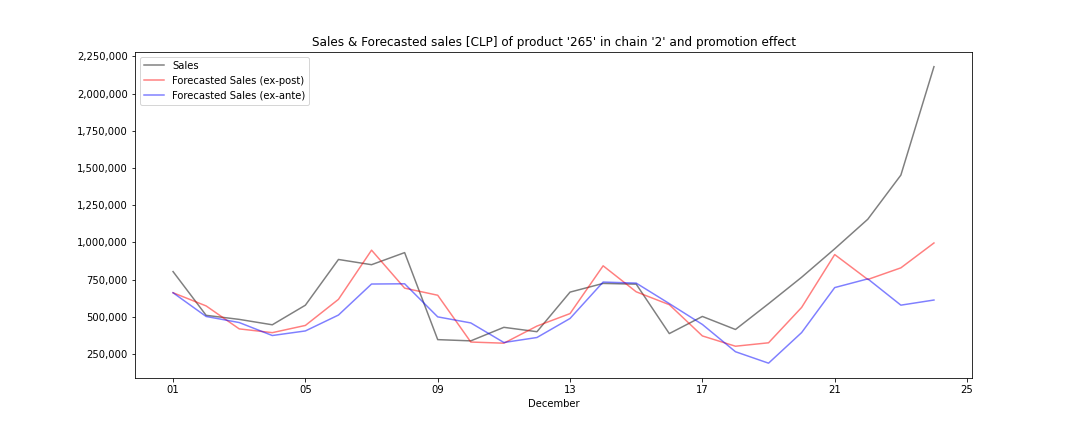 Sales & Forecasted sales [CLP] of product '265' in chain '2' and promotion effect
2,250,000
2,000,000
1,750,000
1,500,000
1,250,000
1,000,000
750,000
500,000
250,000
Sales
Forecasted Sales (ex-post)
Forecasted Sales (ex-ante)
01 05 09 13 17 21 25
December